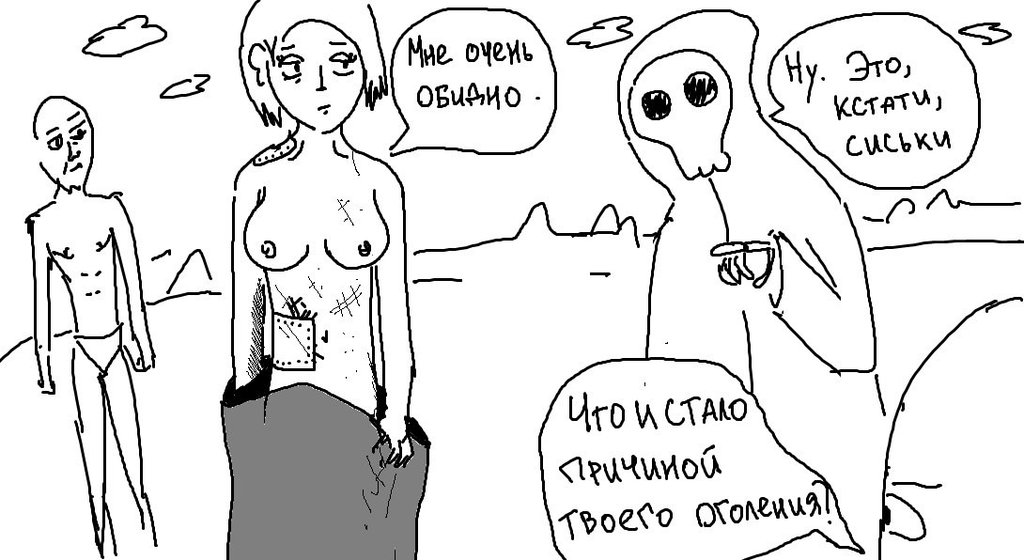 Мне очень
обидно.
Ну. Это,
кстати,
сиськи
Что и стало
причиной
твоего оголения!